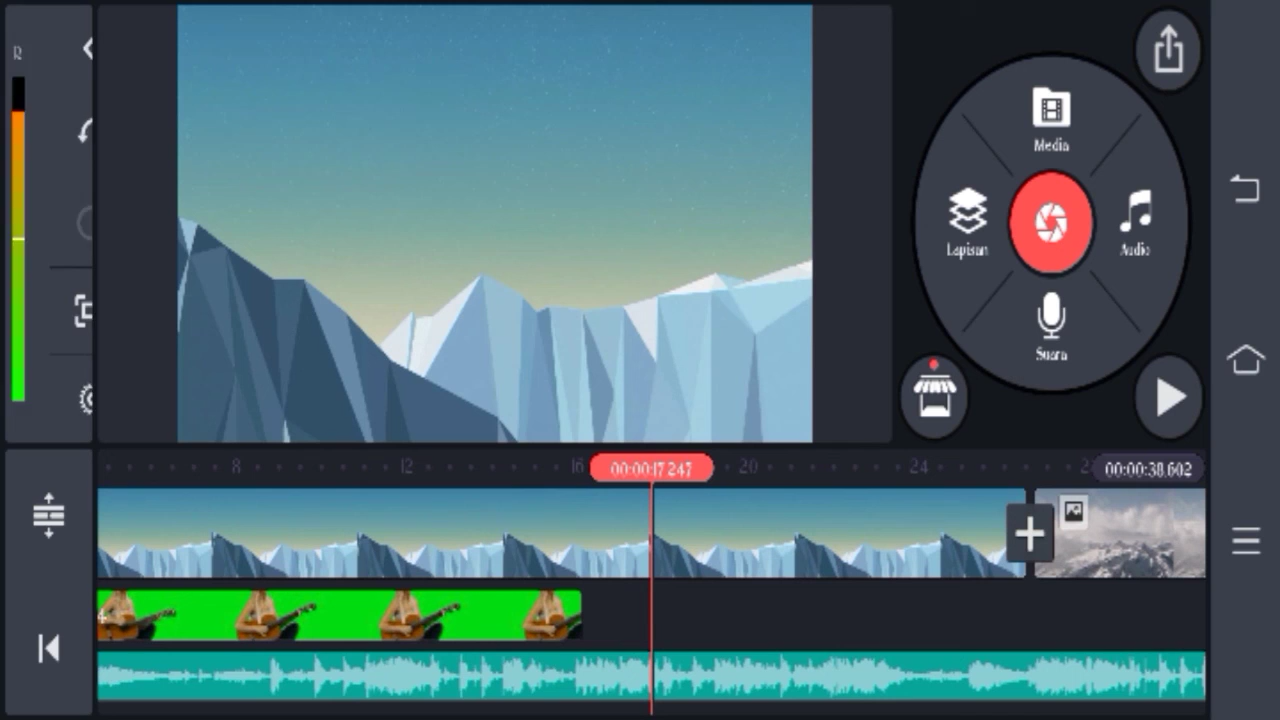 R
Media
Lapisan
Audio
Suara
8
12
16
00:00:17.247
20
24
00:00:38.602